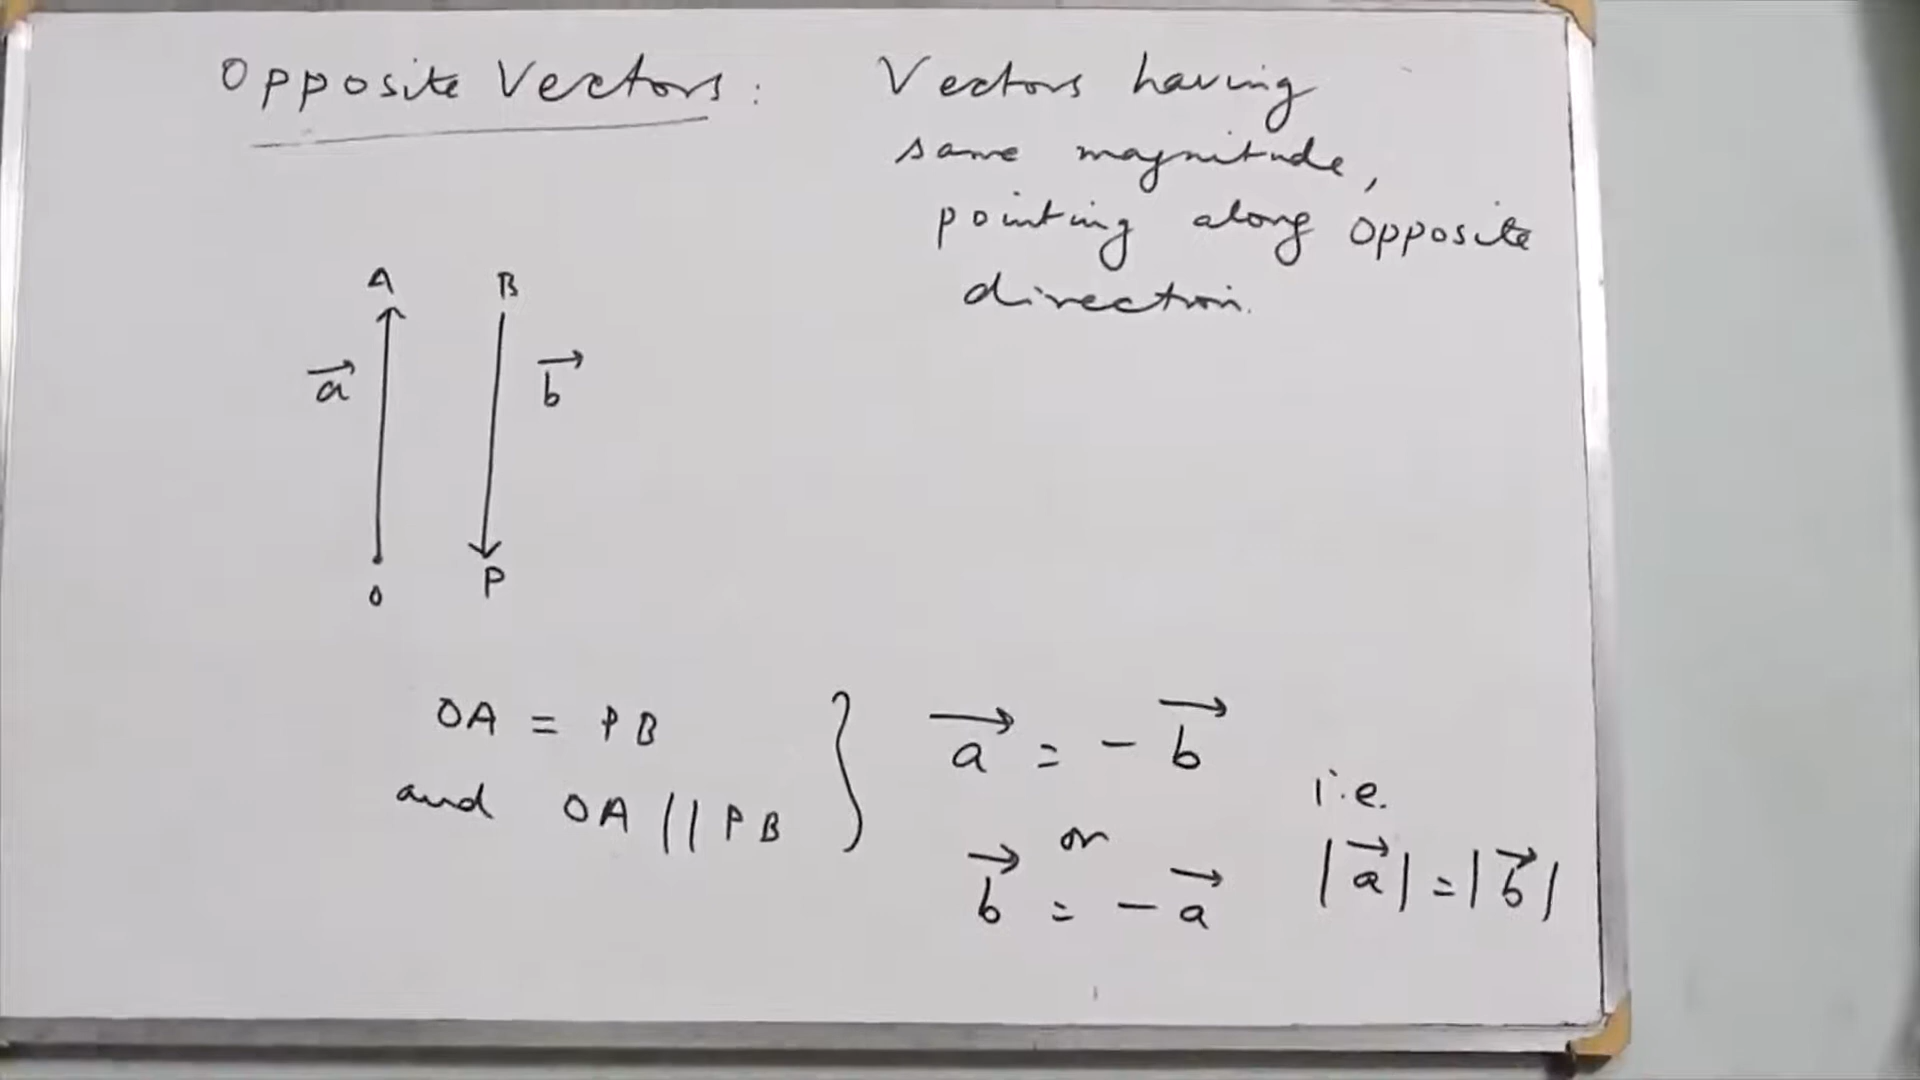 Opposite Vectors :
Vectors having
same magnitude,
pointing along opposite
direction.
A B
→a →b
O P
OA = PB
and OA || PB
→a = - →b
or
→b = - →a
i.e.
|→a| = |→b|